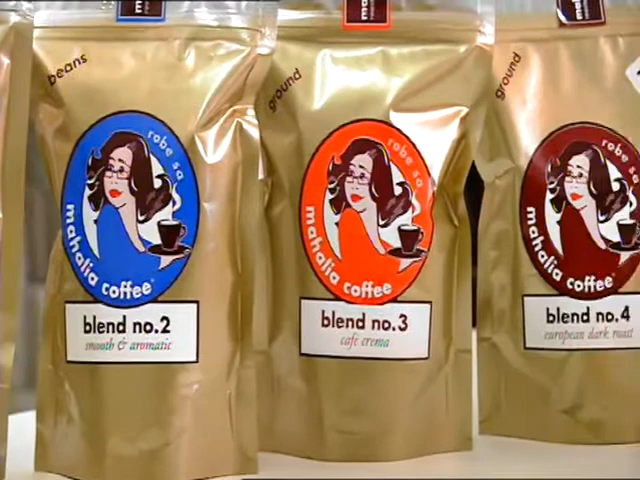 beans
robe sa
mahalia coffee
blend no.2
smooth & aromatic
ground
robe sa
mahalia coffee
blend no.3
cafe crema
ground
robe sa
mahalia coffee
blend no.4
european dark roast